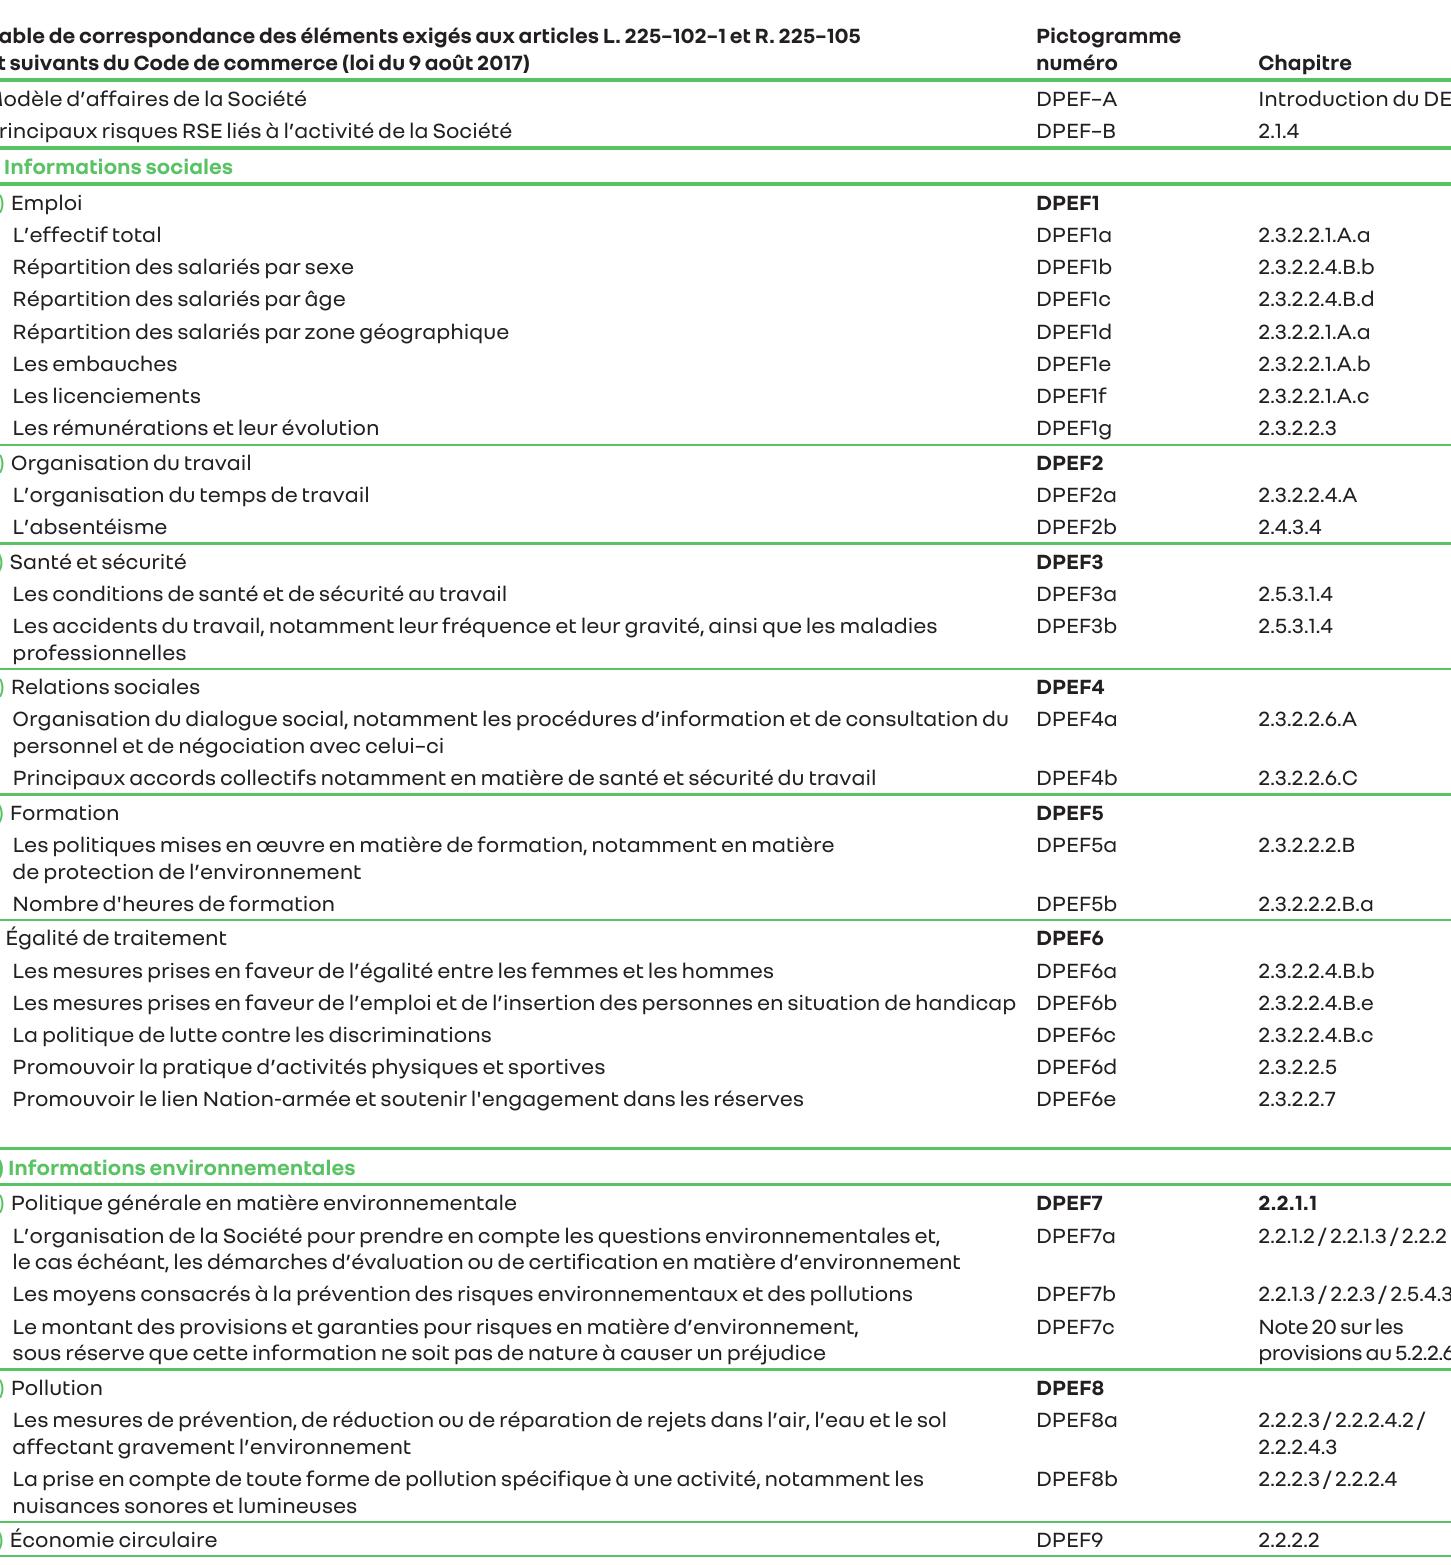 able de correspondance des éléments exigés aux articles L. 225-102-1 et R. 225-105 Pictogramme
t suivants du Code de commerce (loi du 9 août 2017) numéro Chapitre
odèle d’affaires de la Société DPEF-A Introduction du DE
rincipaux risques RSE liés à l’activité de la Société DPEF-B 2.1.4
Informations sociales
) Emploi DPEF1
L’effectif total DPEF1a 2.3.2.2.1.A.a
Répartition des salariés par sexe DPEF1b 2.3.2.2.4.B.b
Répartition des salariés par âge DPEF1c 2.3.2.2.4.B.d
Répartition des salariés par zone géographique DPEF1d 2.3.2.2.1.A.a
Les embauches DPEF1e 2.3.2.2.1.A.b
Les licenciements DPEF1f 2.3.2.2.1.A.c
Les rémunérations et leur évolution DPEF1g 2.3.2.2.3
) Organisation du travail DPEF2
L’organisation du temps de travail DPEF2a 2.3.2.2.4.A
L’absentéisme DPEF2b 2.4.3.4
) Santé et sécurité DPEF3
Les conditions de santé et de sécurité au travail DPEF3a 2.5.3.1.4
Les accidents du travail, notamment leur fréquence et leur gravité, ainsi que les maladies DPEF3b 2.5.3.1.4
professionnelles
) Relations sociales DPEF4
Organisation du dialogue social, notamment les procédures d’information et de consultation du DPEF4a 2.3.2.2.6.A
personnel et de négociation avec celui-ci
Principaux accords collectifs notamment en matière de santé et sécurité du travail DPEF4b 2.3.2.2.6.C
) Formation DPEF5
Les politiques mises en œuvre en matière de formation, notamment en matière DPEF5a 2.3.2.2.2.B
de protection de l’environnement
Nombre d'heures de formation DPEF5b 2.3.2.2.2.B.a
Égalité de traitement DPEF6
Les mesures prises en faveur de l’égalité entre les femmes et les hommes DPEF6a 2.3.2.2.4.B.b
Les mesures prises en faveur de l’emploi et de l’insertion des personnes en situation de handicap DPEF6b 2.3.2.2.4.B.e
La politique de lutte contre les discriminations DPEF6c 2.3.2.2.4.B.c
Promouvoir la pratique d’activités physiques et sportives DPEF6d 2.3.2.2.5
Promouvoir le lien Nation-armée et soutenir l'engagement dans les réserves DPEF6e 2.3.2.2.7
) Informations environnementales
) Politique générale en matière environnementale DPEF7 2.2.1.1
L’organisation de la Société pour prendre en compte les questions environnementales et, DPEF7a 2.2.1.2 / 2.2.1.3 / 2.2.2
le cas échéant, les démarches d’évaluation ou de certification en matière d’environnement
Les moyens consacrés à la prévention des risques environnementaux et des pollutions DPEF7b 2.2.1.3 / 2.2.3 / 2.5.4.3
Le montant des provisions et garanties pour risques en matière d’environnement, DPEF7c Note 20 sur les
sous réserve que cette information ne soit pas de nature à causer un préjudice provisions au 5.2.2.6
) Pollution DPEF8
Les mesures de prévention, de réduction ou de réparation de rejets dans l’air, l’eau et le sol DPEF8a 2.2.2.3 / 2.2.2.4.2 /
affectant gravement l’environnement 2.2.2.4.3
La prise en compte de toute forme de pollution spécifique à une activité, notamment les DPEF8b 2.2.2.3 / 2.2.2.4
nuisances sonores et lumineuses
) Économie circulaire DPEF9 2.2.2.2